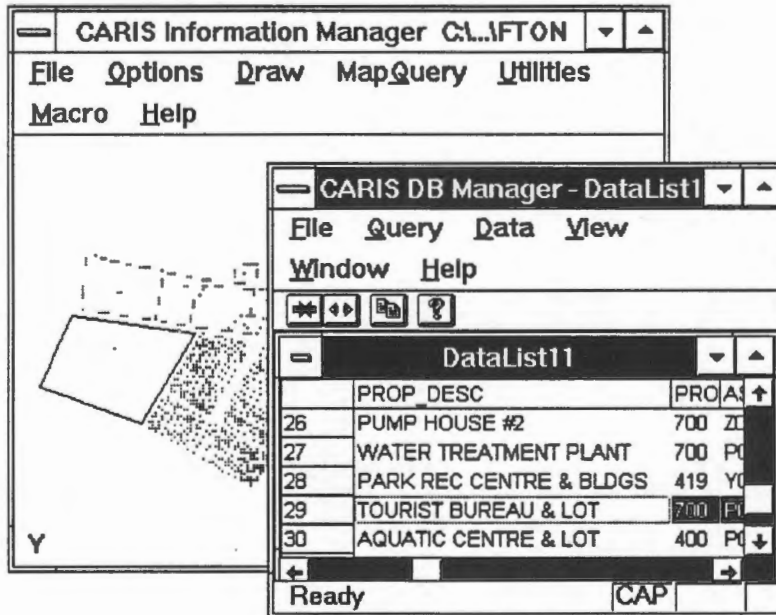 CARIS Information Manager C:\...\FTON
File Options Draw MapQuery Utilities
Macro Help
CARIS DB Manager - DataList1
File Query Data View
Window Help
DataList11
PROP_DESC PRO
26 PUMP HOUSE #2 700
27 WATER TREATMENT PLANT 700
28 PARK REC CENTRE & BLDGS 419
29 TOURIST BUREAU & LOT 700
30 AQUATIC CENTRE & LOT 400
Y
Ready CAP